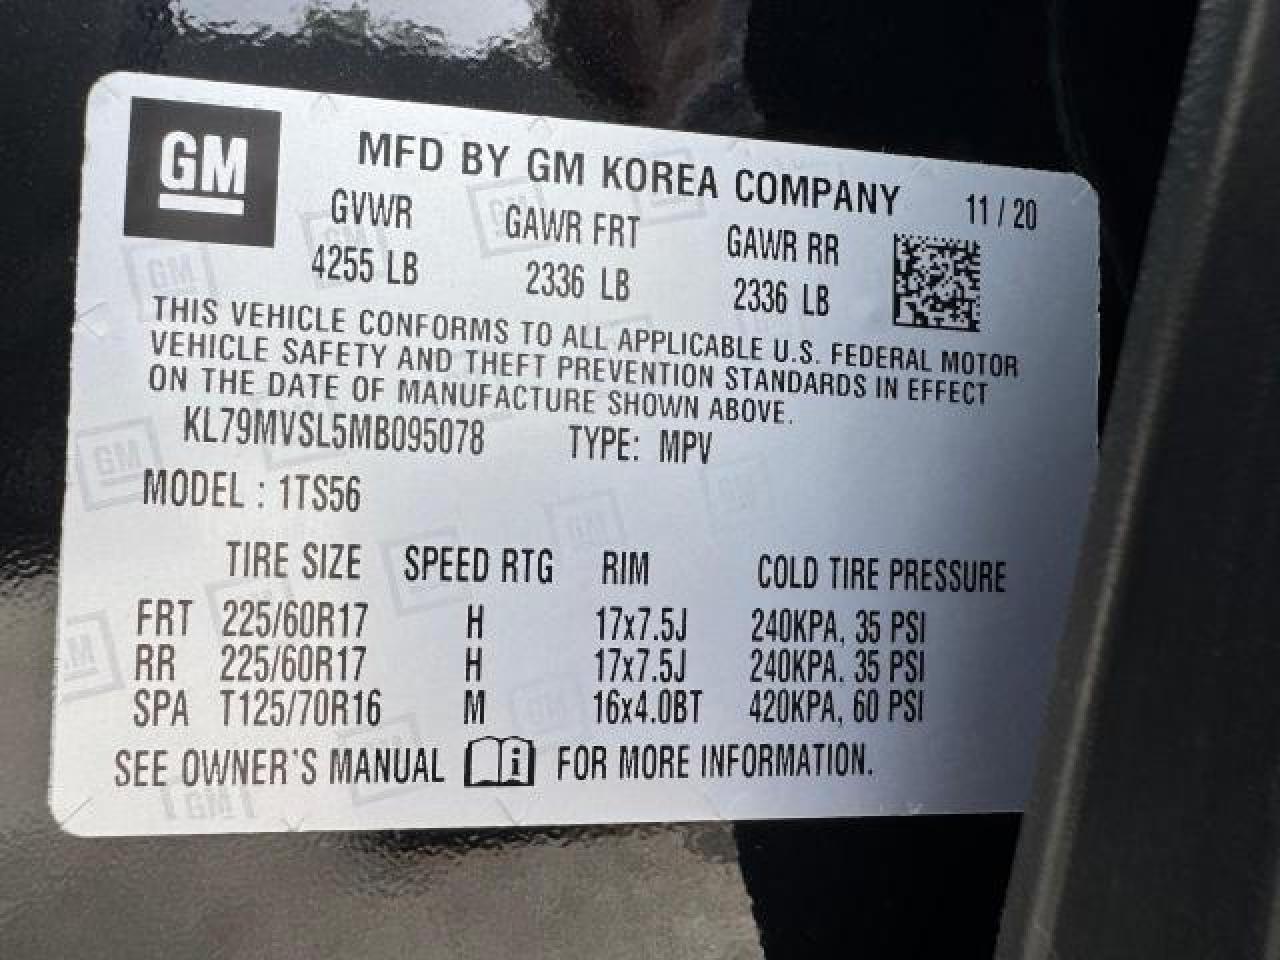 GM
MFD BY GM KOREA COMPANY 11 / 20
GVWR GAWR FRT GAWR RR
4255 LB 2336 LB 2336 LB
THIS VEHICLE CONFORMS TO ALL APPLICABLE U.S. FEDERAL MOTOR
VEHICLE SAFETY AND THEFT PREVENTION STANDARDS IN EFFECT
ON THE DATE OF MANUFACTURE SHOWN ABOVE.
KL79MVSL5MB095078 TYPE: MPV
MODEL : 1TS56
TIRE SIZE SPEED RTG RIM COLD TIRE PRESSURE
FRT 225/60R17 H 17x7.5J 240KPA, 35 PSI
RR 225/60R17 H 17x7.5J 240KPA, 35 PSI
SPA T125/70R16 M 16x4.0BT 420KPA, 60 PSI
SEE OWNER'S MANUAL i FOR MORE INFORMATION.